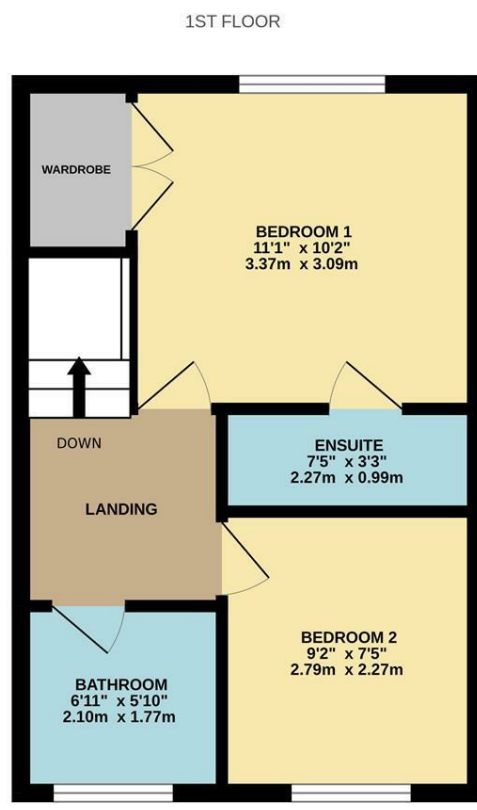 1ST FLOOR
WARDROBE
BEDROOM 1
11'1" x 10'2"
3.37m x 3.09m
DOWN
LANDING
ENSUITE
7'5" x 3'3"
2.27m x 0.99m
BATHROOM
6'11" x 5'10"
2.10m x 1.77m
BEDROOM 2
9'2" x 7'5"
2.79m x 2.27m